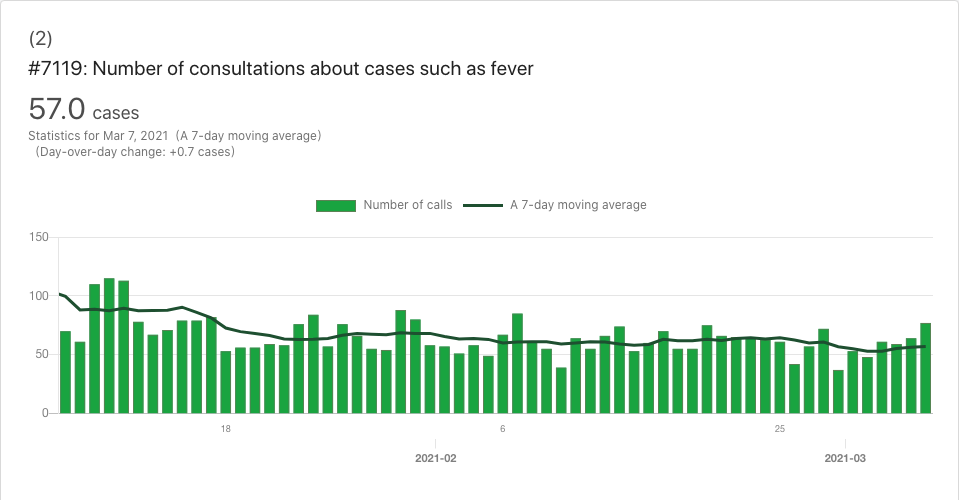 (2)
#7119: Number of consultations about cases such as fever
57.0 cases
Statistics for Mar 7, 2021 (A 7-day moving average)
(Day-over-day change: +0.7 cases)
Number of calls A 7-day moving average
150
100
50
0
18 6 25
2021-02 2021-03